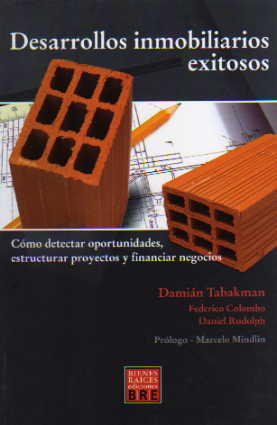 Desarrollos inmobiliarios
exitosos
Cómo detectar oportunidades,
estructurar proyectos y financiar negocios
Damián Tabakman
Federico Colombo
Daniel Rudolph
Prólogo - Marcelo Mindlin
BIENES
RAICES
ediciones
BRE